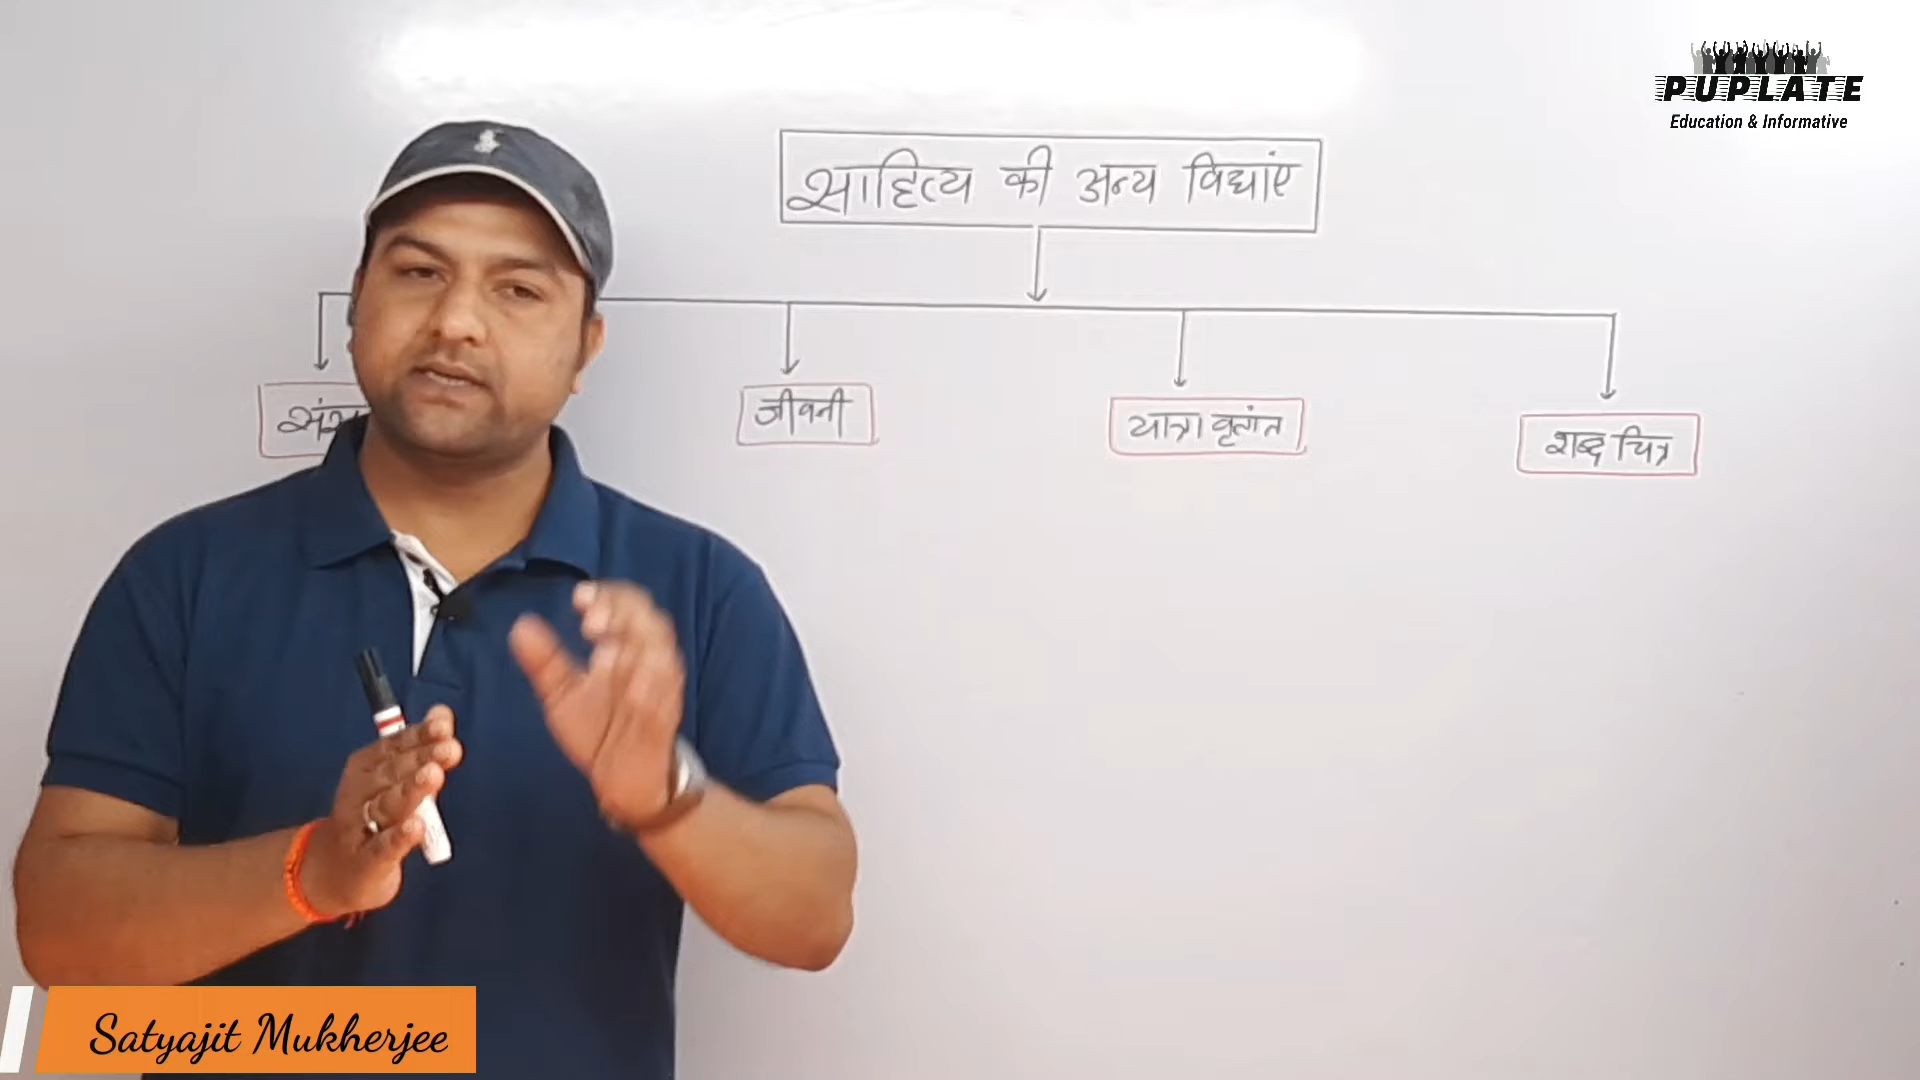 PUPLATE
Education & Informative
साहित्य की अन्य विधाएं
जीवनी
यात्रा वृतांत
शब्द चित्र
Satyajit Mukherjee